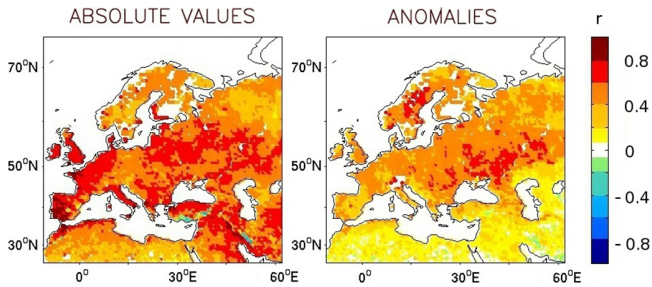 ABSOLUTE VALUES
ANOMALIES
r
70°N
50°N
30°N
0°
30°E
60°E
70°N
50°N
30°N
0°
30°E
60°E
0.8
0.4
0
- 0.4
- 0.8